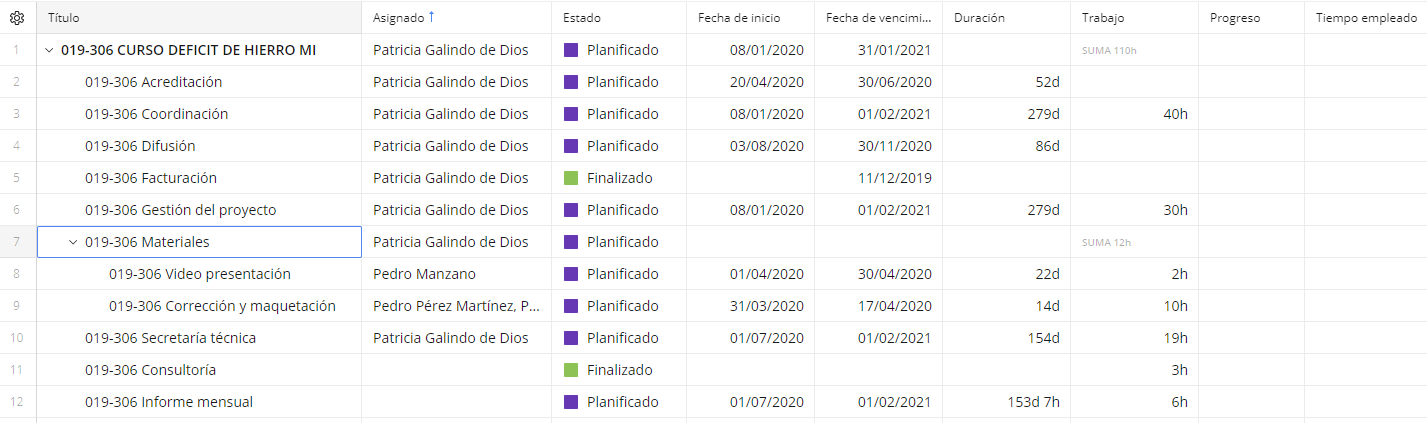 Título Asignado ↑ Estado Fecha de inicio Fecha de vencimi... Duración Trabajo Progreso Tiempo empleado
1 019-306 CURSO DEFICIT DE HIERRO MI Patricia Galindo de Dios Planificado 08/01/2020 31/01/2021 SUMA 110h
2 019-306 Acreditación Patricia Galindo de Dios Planificado 20/04/2020 30/06/2020 52d
3 019-306 Coordinación Patricia Galindo de Dios Planificado 08/01/2020 01/02/2021 279d 40h
4 019-306 Difusión Patricia Galindo de Dios Planificado 03/08/2020 30/11/2020 86d
5 019-306 Facturación Patricia Galindo de Dios Finalizado 11/12/2019
6 019-306 Gestión del proyecto Patricia Galindo de Dios Planificado 08/01/2020 01/02/2021 279d 30h
7 019-306 Materiales Patricia Galindo de Dios Planificado SUMA 12h
8 019-306 Video presentación Pedro Manzano Planificado 01/04/2020 30/04/2020 22d 2h
9 019-306 Corrección y maquetación Pedro Pérez Martínez, P... Planificado 31/03/2020 17/04/2020 14d 10h
10 019-306 Secretaría técnica Patricia Galindo de Dios Planificado 01/07/2020 01/02/2021 154d 19h
11 019-306 Consultoría Finalizado 3h
12 019-306 Informe mensual Planificado 01/07/2020 01/02/2021 153d 7h 6h